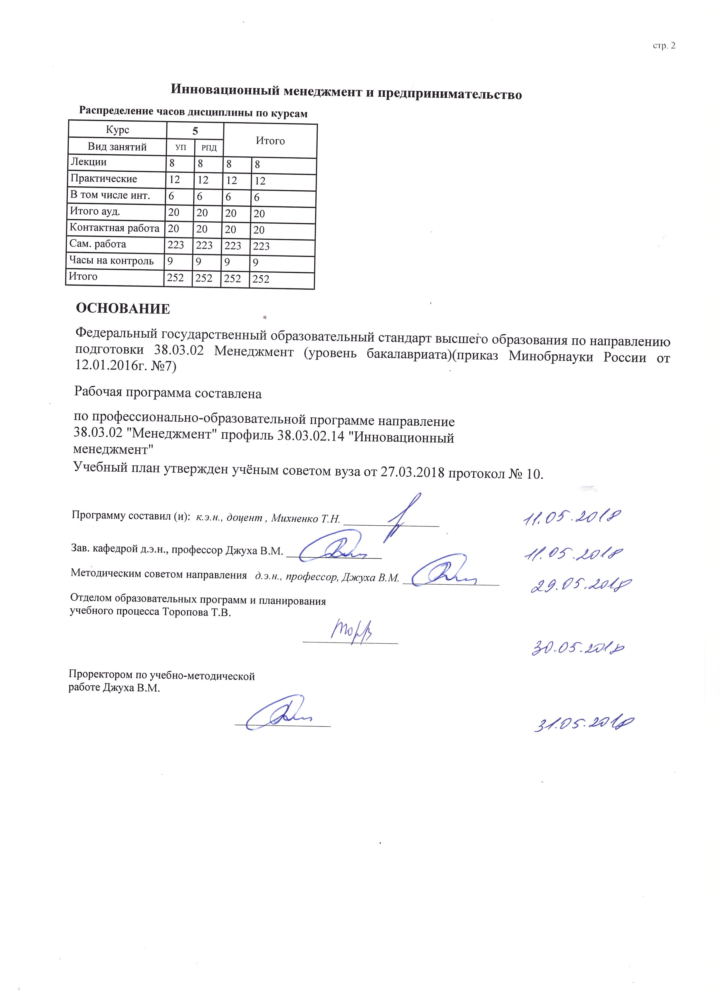 стр. 2
Инновационный менеджмент и предпринимательство
Распределение часов дисциплины по курсам
Курс 5 Итого
Вид занятий УП РПД
Лекции 8 8 8 8
Практические 12 12 12 12
В том числе инт. 6 6 6 6
Итого ауд. 20 20 20 20
Контактная работа 20 20 20 20
Сам. работа 223 223 223 223
Часы на контроль 9 9 9 9
Итого 252 252 252 252
ОСНОВАНИЕ
Федеральный государственный образовательный стандарт высшего образования по направлению
подготовки 38.03.02 Менеджмент (уровень бакалавриата)(приказ Минобрнауки России от
12.01.2016г. №7)
Рабочая программа составлена
по профессионально-образовательной программе направление
38.03.02 "Менеджмент" профиль 38.03.02.14 "Инновационный
менеджмент"
Учебный план утвержден учёным советом вуза от 27.03.2018 протокол № 10.
Программу составил (и): к.э.н., доцент , Михненко Т.Н. 11.05.2018
Зав. кафедрой д.э.н., профессор Джуха В.М. 11.05.2018
Методическим советом направления д.э.н., профессор, Джуха В.М. 29.05.2018
Отделом образовательных программ и планирования
учебного процесса Торопова Т.В.
30.05.2018
Проректором по учебно-методической
работе Джуха В.М.
31.05.2018